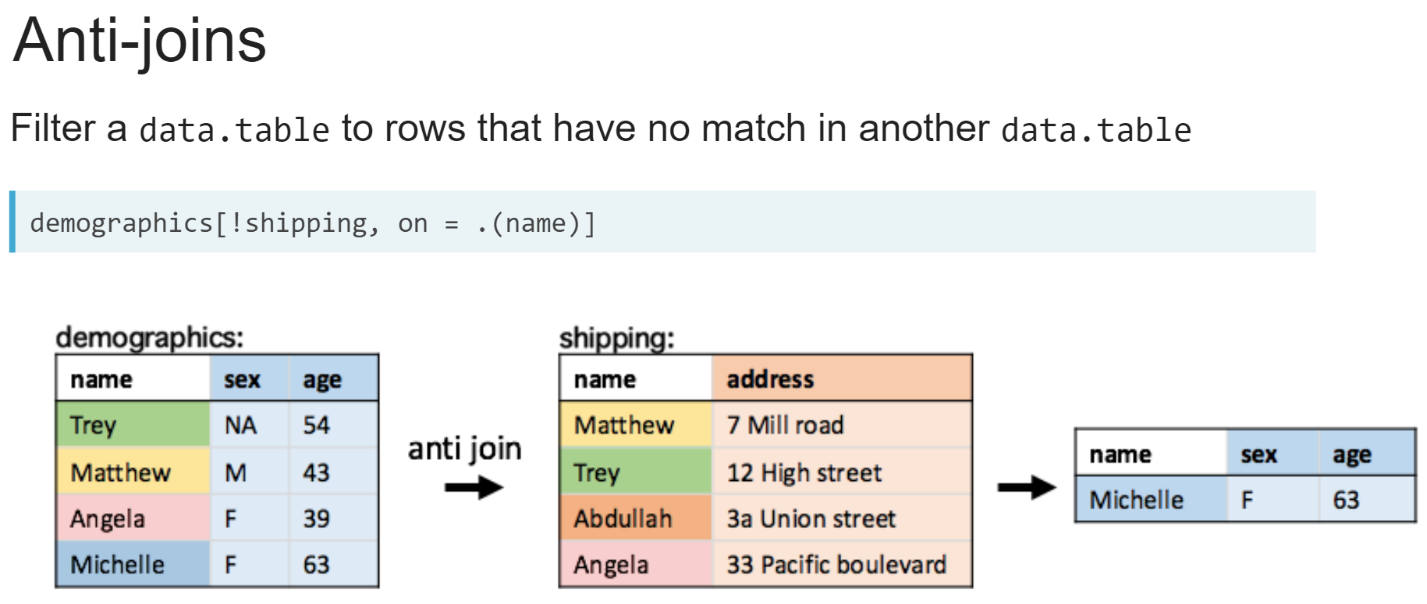 Anti-joins
Filter a data.table to rows that have no match in another data.table
demographics[!shipping, on = .(name)]
demographics:
name sex age
Trey NA 54
Matthew M 43
Angela F 39
Michelle F 63
anti join
shipping:
name address
Matthew 7 Mill road
Trey 12 High street
Abdullah 3a Union street
Angela 33 Pacific boulevard
name sex age
Michelle F 63